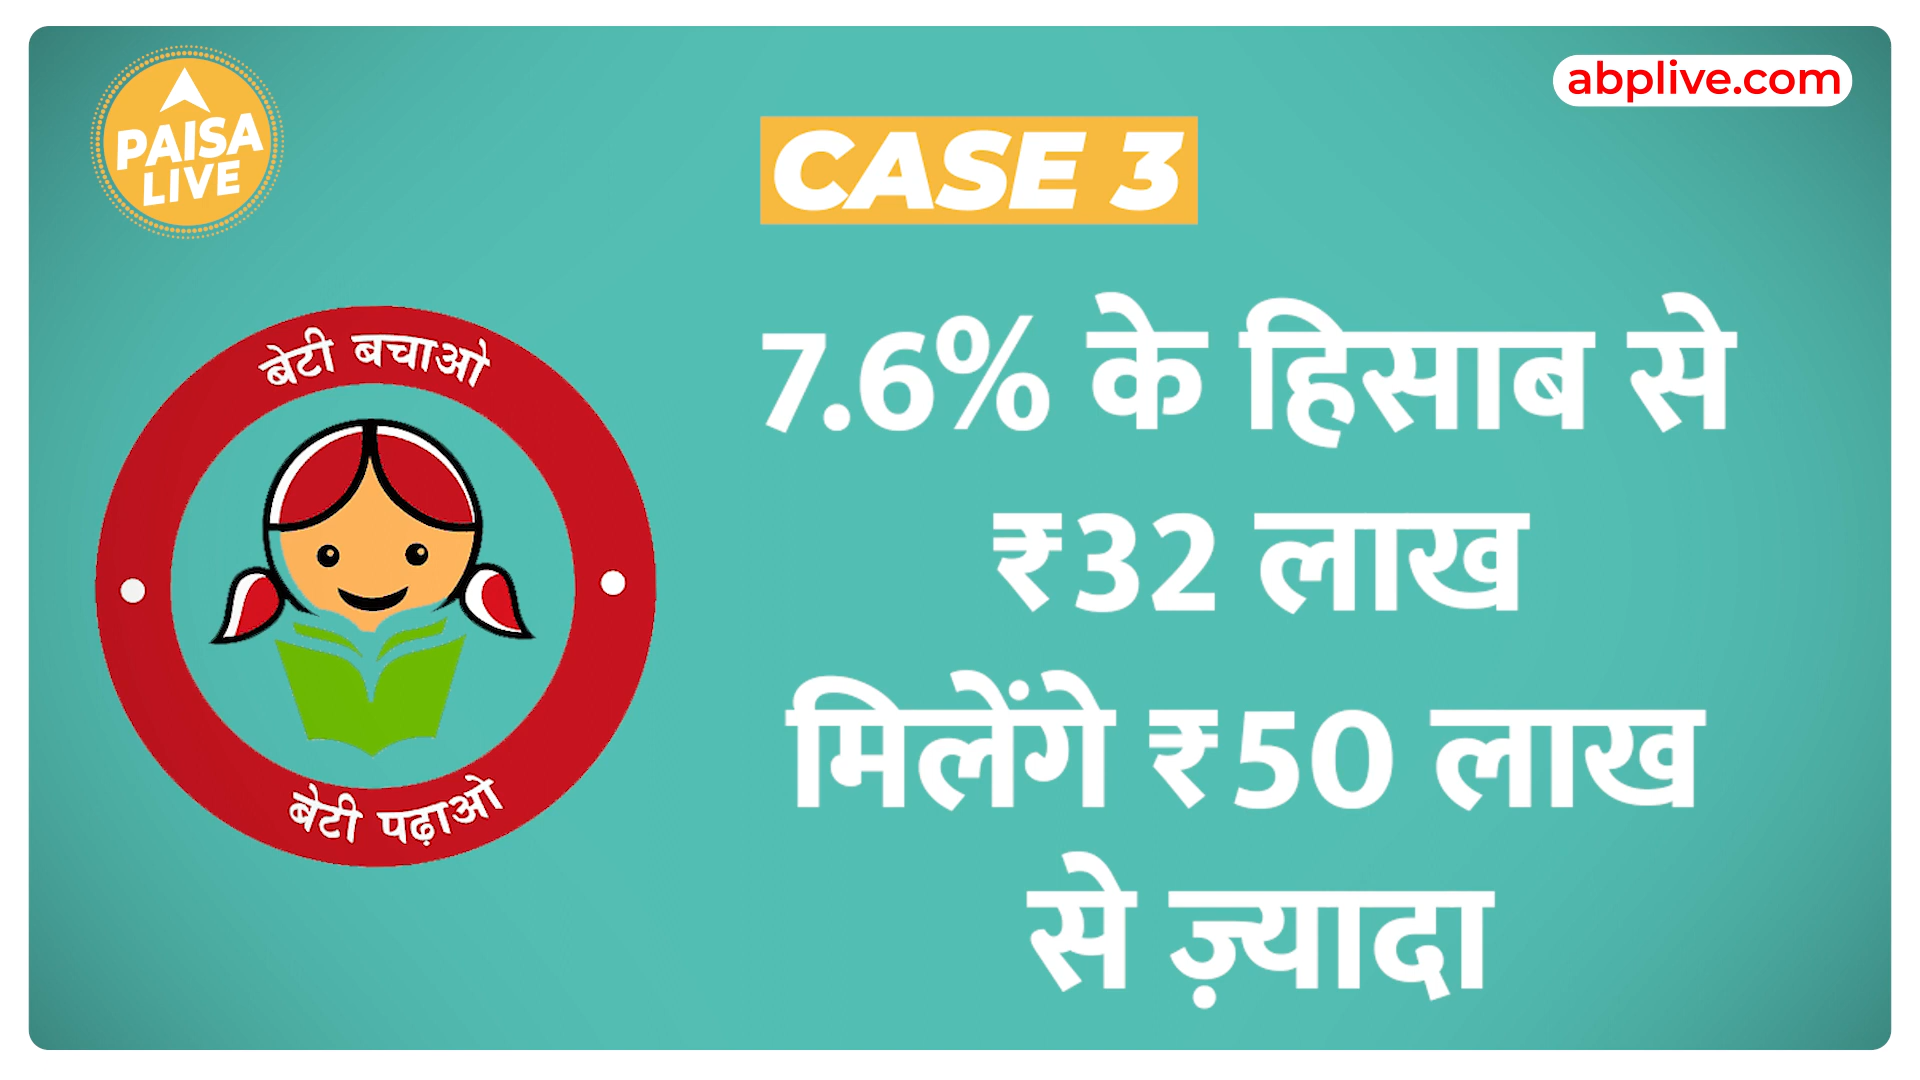 PAISA
LIVE
abplive.com
CASE 3
बेटी बचाओ
बेटी पढ़ाओ
7.6% के हिसाब से
₹32 लाख
मिलेंगे ₹50 लाख
से ज़्यादा